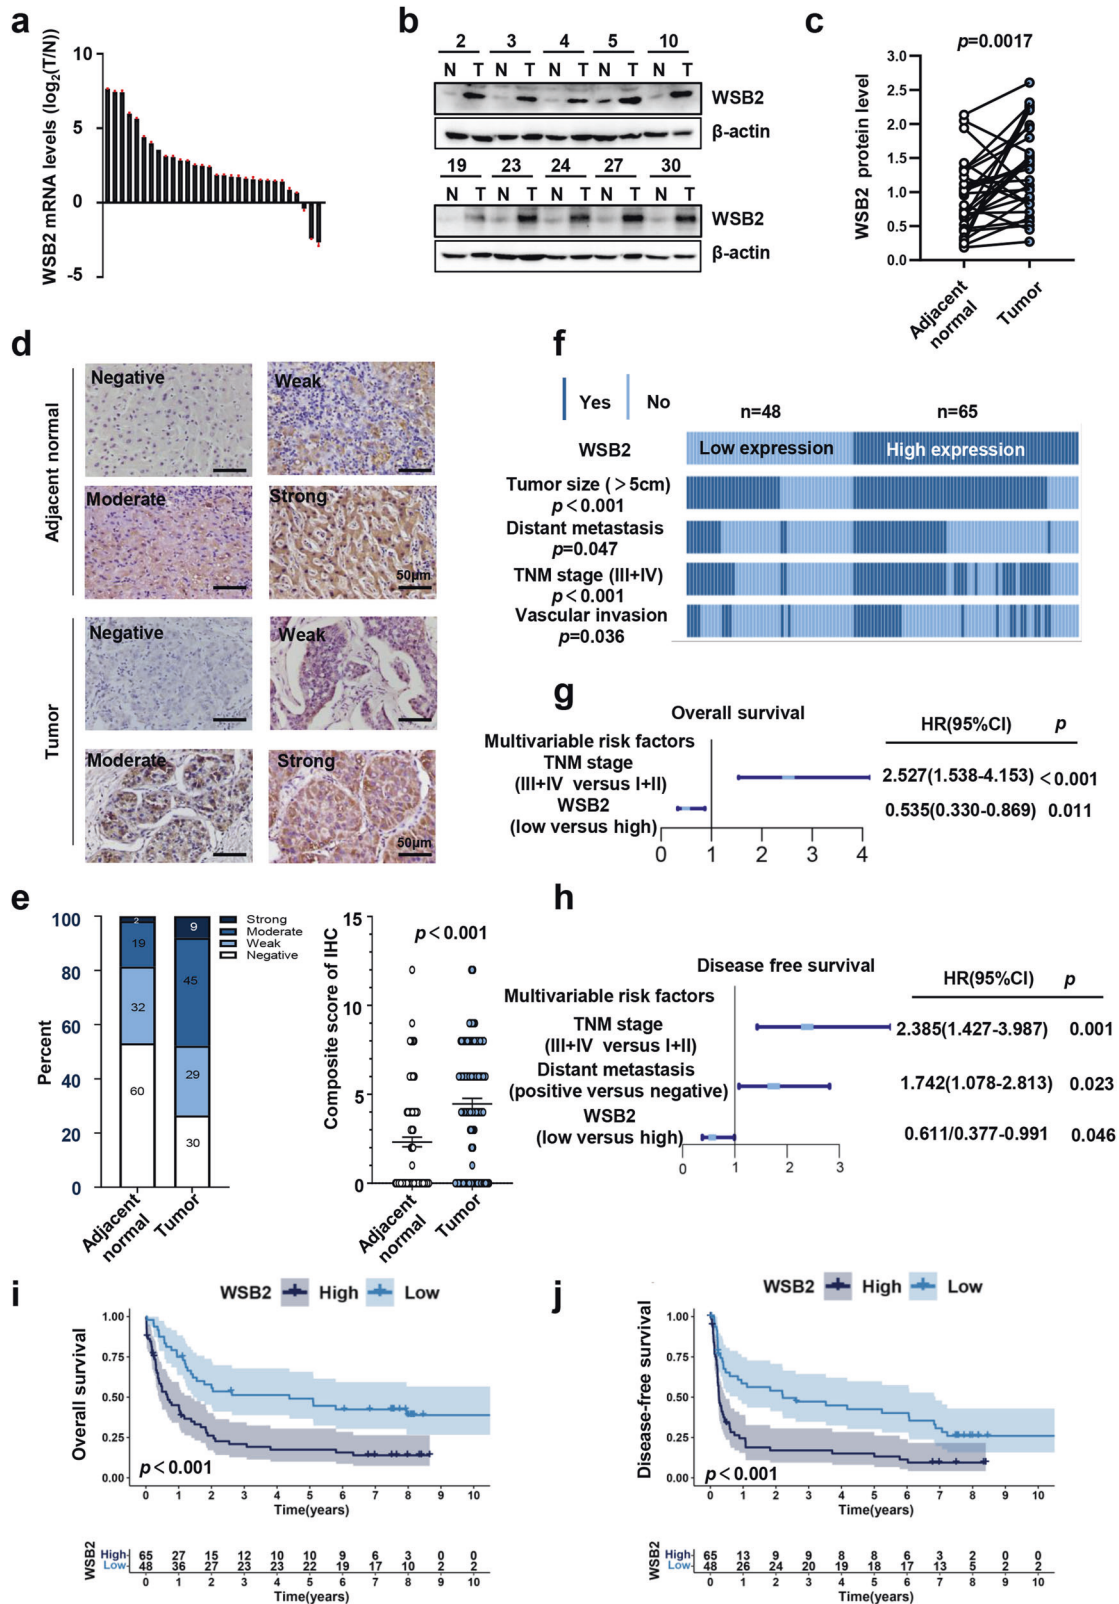 a
WSB2 mRNA levels (log2(T/N))
10
5
0
-5
b
2 3 4 5 10
N T N T N T N T N T
WSB2
β-actin
19 23 24 27 30
N T N T N T N T N T
WSB2
β-actin
c
p=0.0017
WSB2 protein level
3.0
2.5
2.0
1.5
1.0
0.5
0.0
Adjacent normal
Tumor
d
Adjacent normal
Negative
Weak
Moderate
Strong
50μm
Tumor
Negative
Weak
Moderate
Strong
50μm
e
Percent
100
80
60
40
20
0
2
19
32
60
9
45
29
30
Strong
Moderate
Weak
Negative
Adjacent normal
Tumor
Composite score of IHC
p<0.001
15
10
5
0
Adjacent normal
Tumor
f
Yes No
n=48 n=65
WSB2
Low expression High expression
Tumor size (>5cm)
p<0.001
Distant metastasis
p=0.047
TNM stage (III+IV)
p<0.001
Vascular invasion
p=0.036
g
Overall survival
HR(95%CI) p
Multivariable risk factors
TNM stage
(III+IV versus I+II)
2.527(1.538-4.153) <0.001
WSB2
(low versus high)
0.535(0.330-0.869) 0.011
0 1 2 3 4
h
Disease free survival
HR(95%CI) p
Multivariable risk factors
TNM stage
(III+IV versus I+II)
2.385(1.427-3.987) 0.001
Distant metastasis
(positive versus negative)
1.742(1.078-2.813) 0.023
WSB2
(low versus high)
0.611/0.377-0.991 0.046
0 1 2 3
i
WSB2 High Low
Overall survival
1.00
0.75
0.50
0.25
0.00
p<0.001
0 1 2 3 4 5 6 7 8 9 10
Time(years)
WSB2
High 65 27 15 12 10 10 9 6 3 0 0
Low 48 36 27 23 23 22 19 17 10 2 2
0 1 2 3 4 5 6 7 8 9 10
Time(years)
j
WSB2 High Low
Disease-free survival
1.00
0.75
0.50
0.25
0.00
p<0.001
0 1 2 3 4 5 6 7 8 9 10
Time(years)
WSB2
High 65 13 9 9 8 8 6 3 2 0 0
Low 48 26 24 20 19 18 17 13 5 2 2
0 1 2 3 4 5 6 7 8 9 10
Time(years)